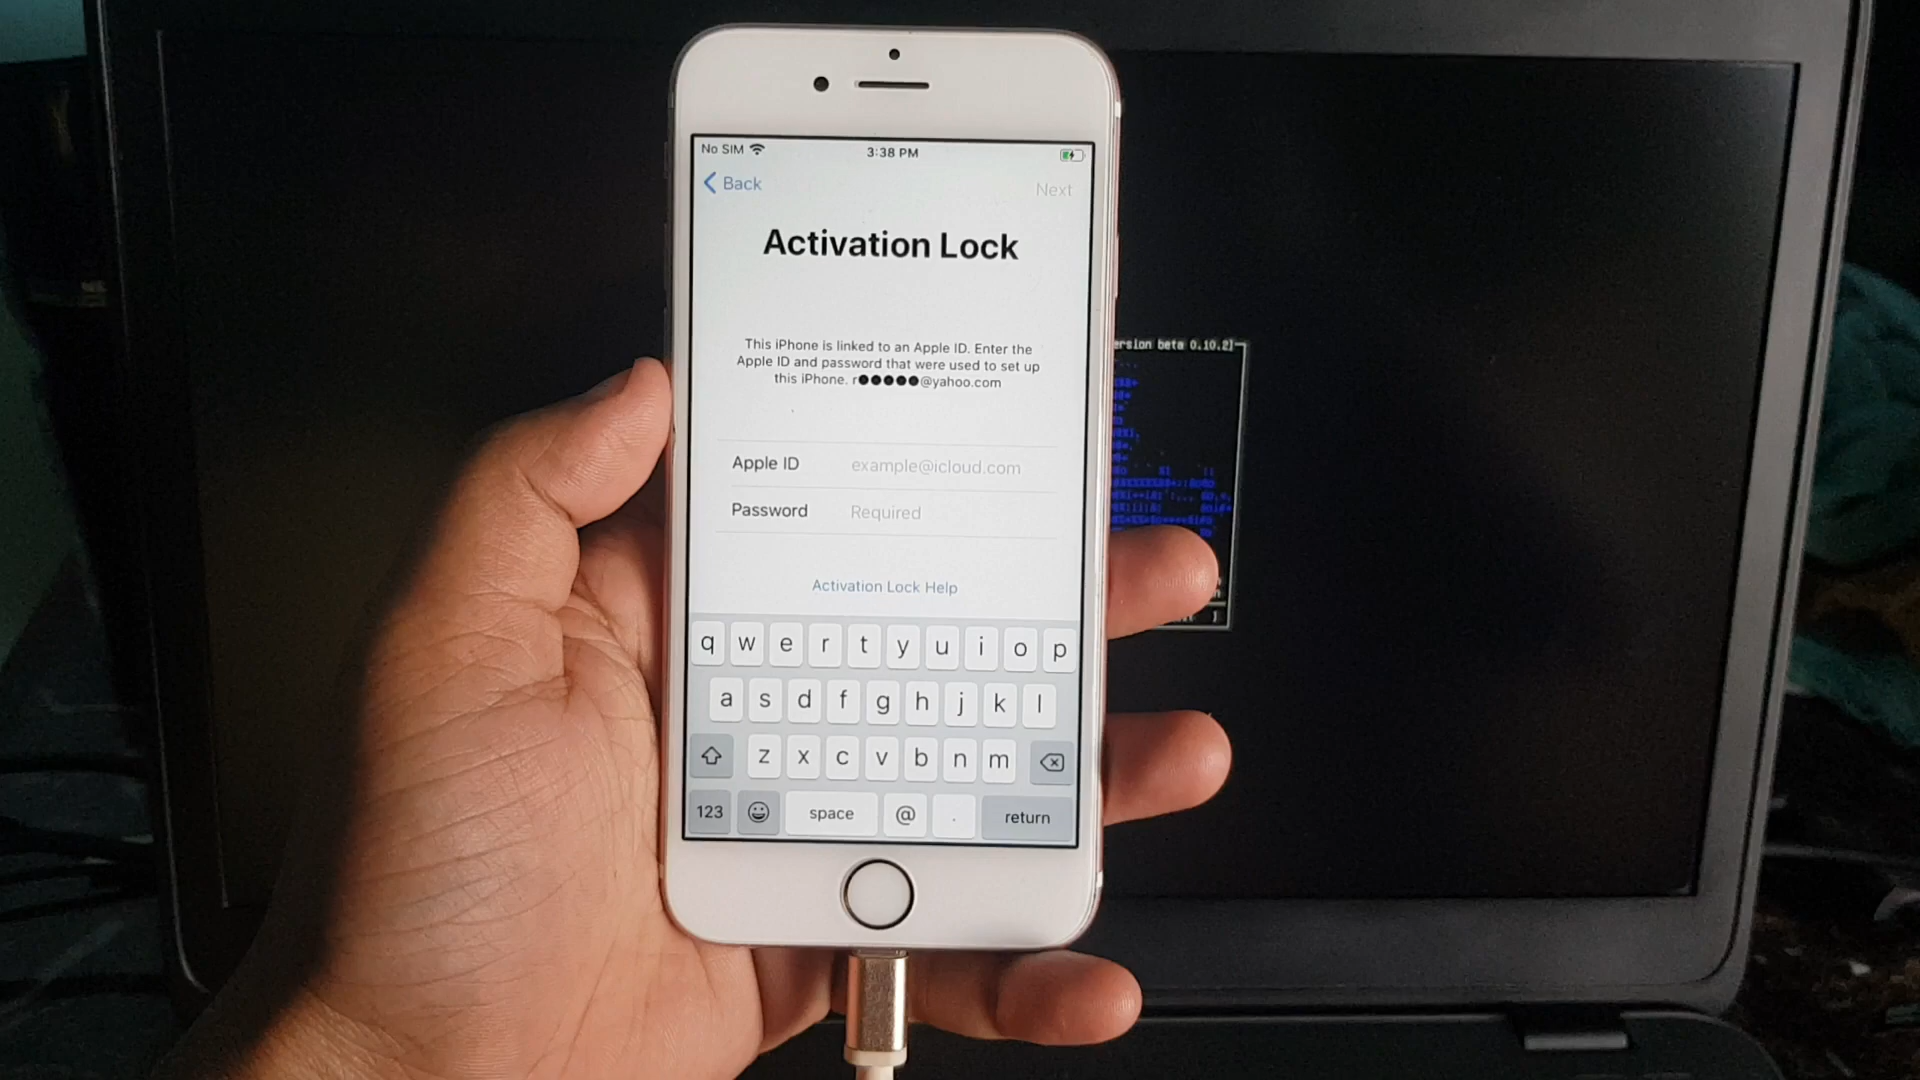 No SIM 3:38 PM
Back Next
Activation Lock
This iPhone is linked to an Apple ID. Enter the
Apple ID and password that were used to set up
this iPhone. r●●●●●@yahoo.com
Apple ID example@icloud.com
Password Required
Activation Lock Help
q w e r t y u i o p
a s d f g h j k l
z x c v b n m
123 space @ . return
beta 0.10.2]